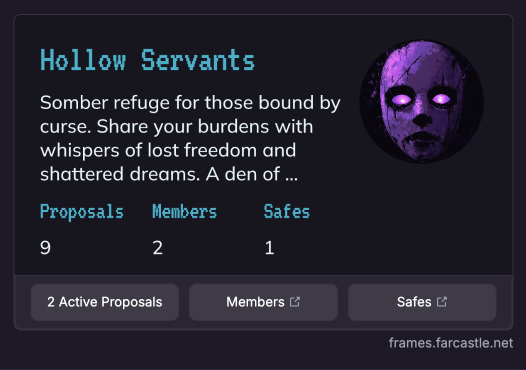 Hollow Servants
Somber refuge for those bound by
curse. Share your burdens with
whispers of lost freedom and
shattered dreams. A den of ...
Proposals Members Safes
9 2 1
2 Active Proposals Members Safes
frames.farcastle.net